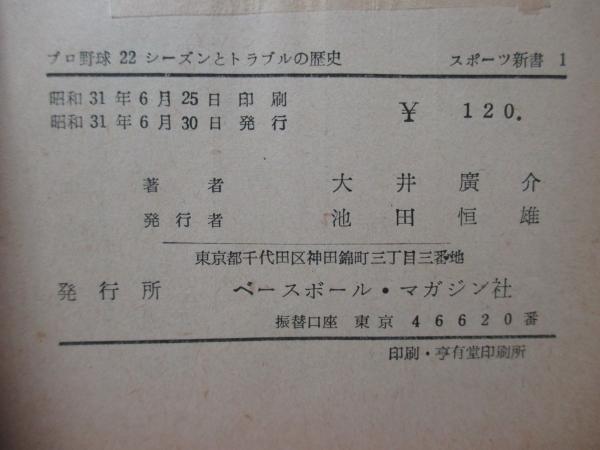 プロ野球 22 シーズンとトラブルの歴史 スポーツ新書 1
昭和 31 年 6 月 25 日 印 刷
昭和 31 年 6 月 30 日 発 行
¥ 120.
著者 大井廣介
発行者 池田恒雄
東京都千代田区神田錦町三丁目三番地
発行所 ベースボール・マガジン社
振替口座 東京 46620番
印刷・亨有堂印刷所